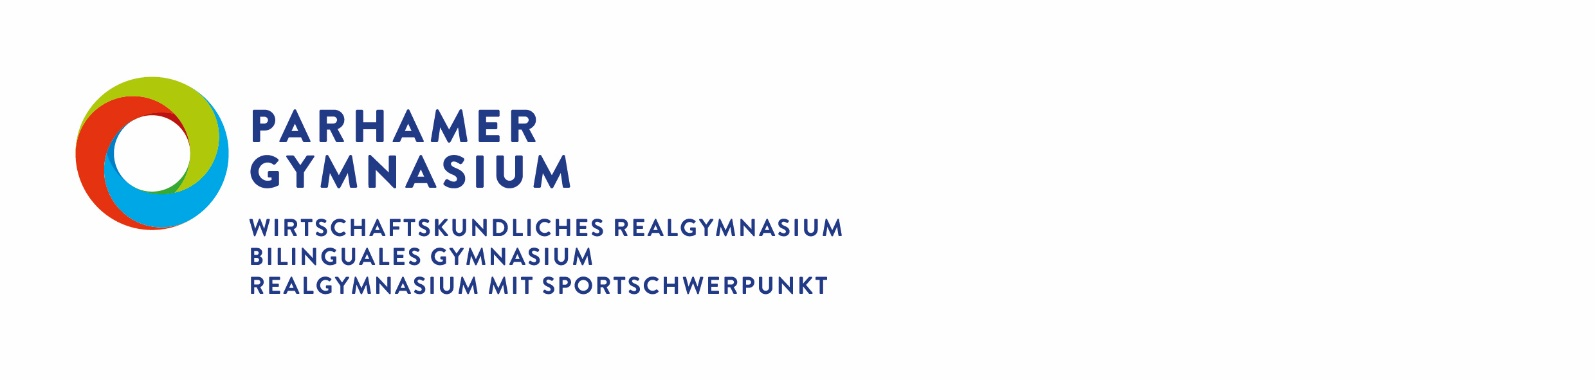 PARHAMER
GYMNASIUM
WIRTSCHAFTSKUNDLICHES REALGYMNASIUM
BILINGUALES GYMNASIUM
REALGYMNASIUM MIT SPORTSCHWERPUNKT